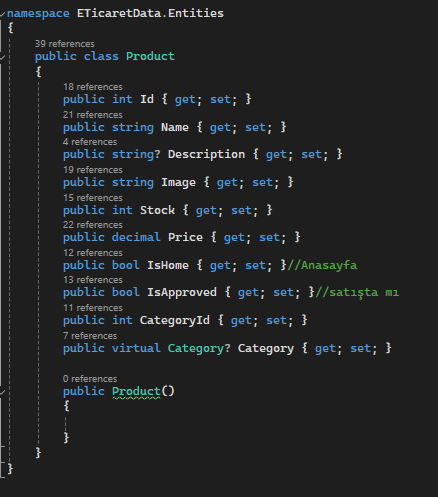 namespace ETicaretData.Entities
{
39 references
public class Product
{
18 references
public int Id { get; set; }
21 references
public string Name { get; set; }
4 references
public string? Description { get; set; }
19 references
public string Image { get; set; }
15 references
public int Stock { get; set; }
22 references
public decimal Price { get; set; }
12 references
public bool IsHome { get; set; }//Anasayfa
13 references
public bool IsApproved { get; set; }//satışta mı
11 references
public int CategoryId { get; set; }
7 references
public virtual Category? Category { get; set; }
0 references
public Product()
{
}
}
}